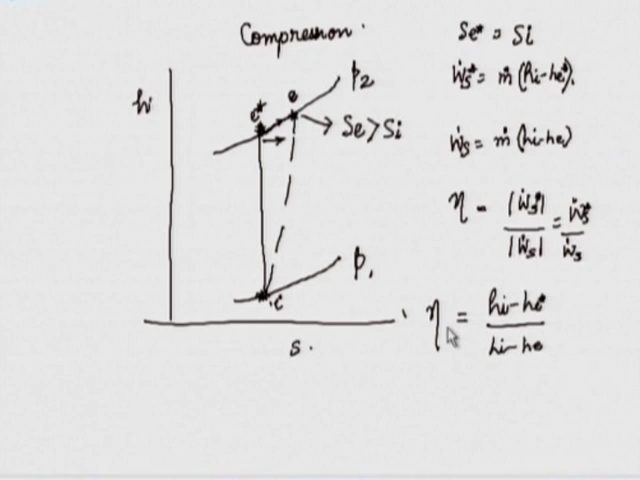 Compression.
Se* = Si
Ẇs* = ṁ (hi-he*).
h
p2
e*
e
Se > Si
Ẇs = ṁ (hi-he)
η = |Ẇs*| / |Ẇs| = Ẇs* / Ẇs
p1
i
s.
η = hi-he* / hi-he